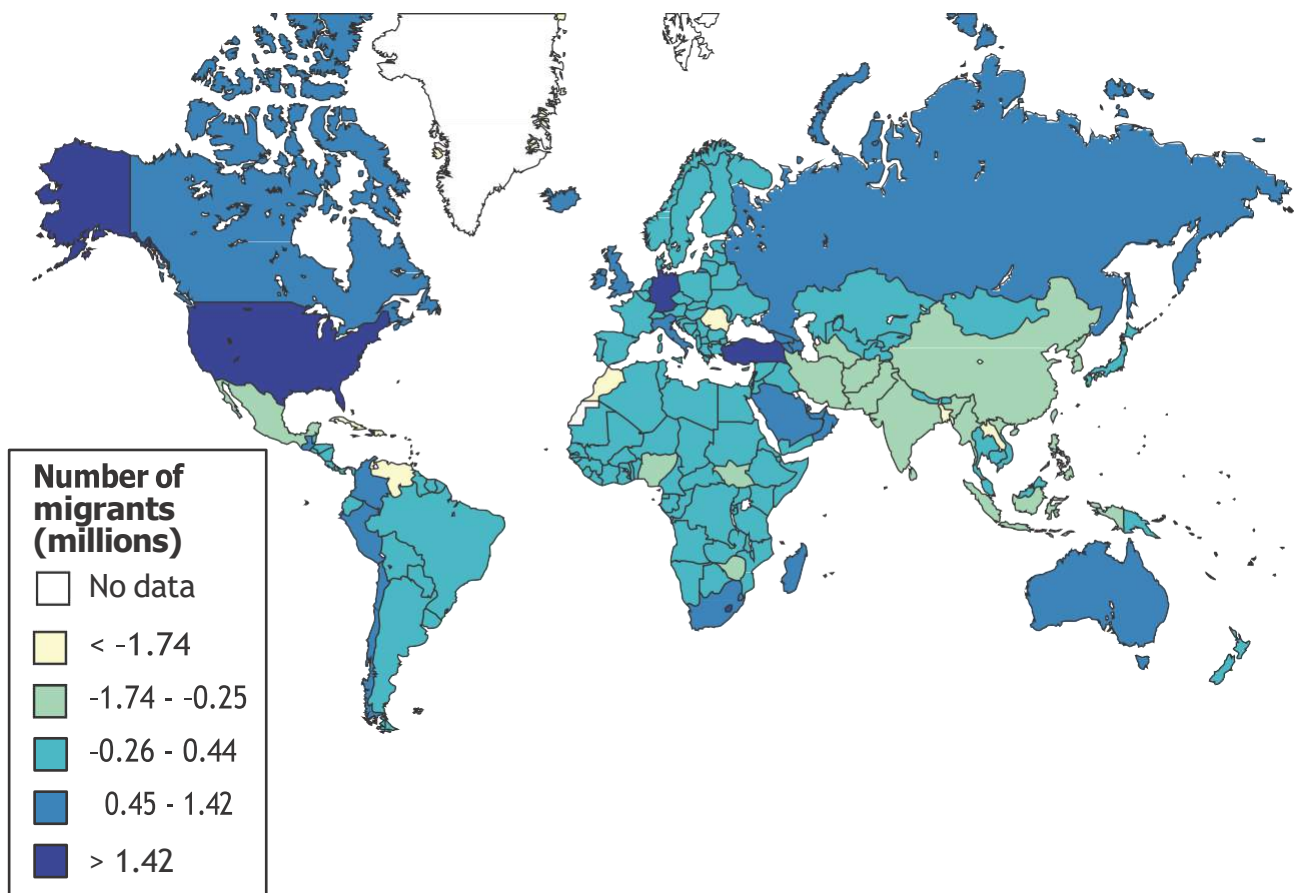 Number of
migrants
(millions)
No data
< -1.74
-1.74 - -0.25
-0.26 - 0.44
0.45 - 1.42
> 1.42